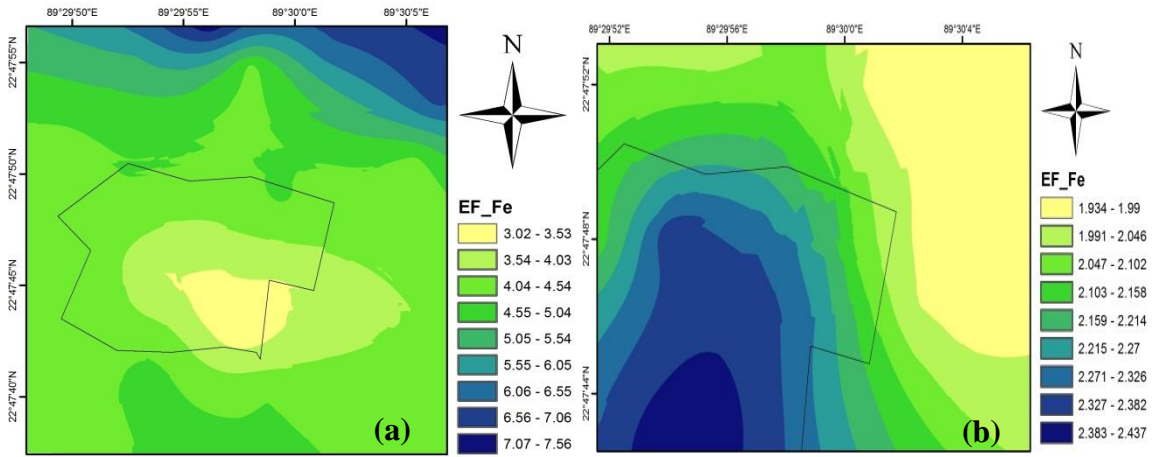 89°29'50"E 89°29'55"E 89°30'0"E 89°30'5"E
22°47'55"N
22°47'50"N
22°47'45"N
22°47'40"N
N
EF_Fe
3.02 - 3.53
3.54 - 4.03
4.04 - 4.54
4.55 - 5.04
5.05 - 5.54
5.55 - 6.05
6.06 - 6.55
6.56 - 7.06
7.07 - 7.56
(a)
89°29'52"E 89°29'56"E 89°30'0"E 89°30'4"E
22°47'52"N
22°47'48"N
22°47'44"N
N
EF_Fe
1.934 - 1.99
1.991 - 2.046
2.047 - 2.102
2.103 - 2.158
2.159 - 2.214
2.215 - 2.27
2.271 - 2.326
2.327 - 2.382
2.383 - 2.437
(b)